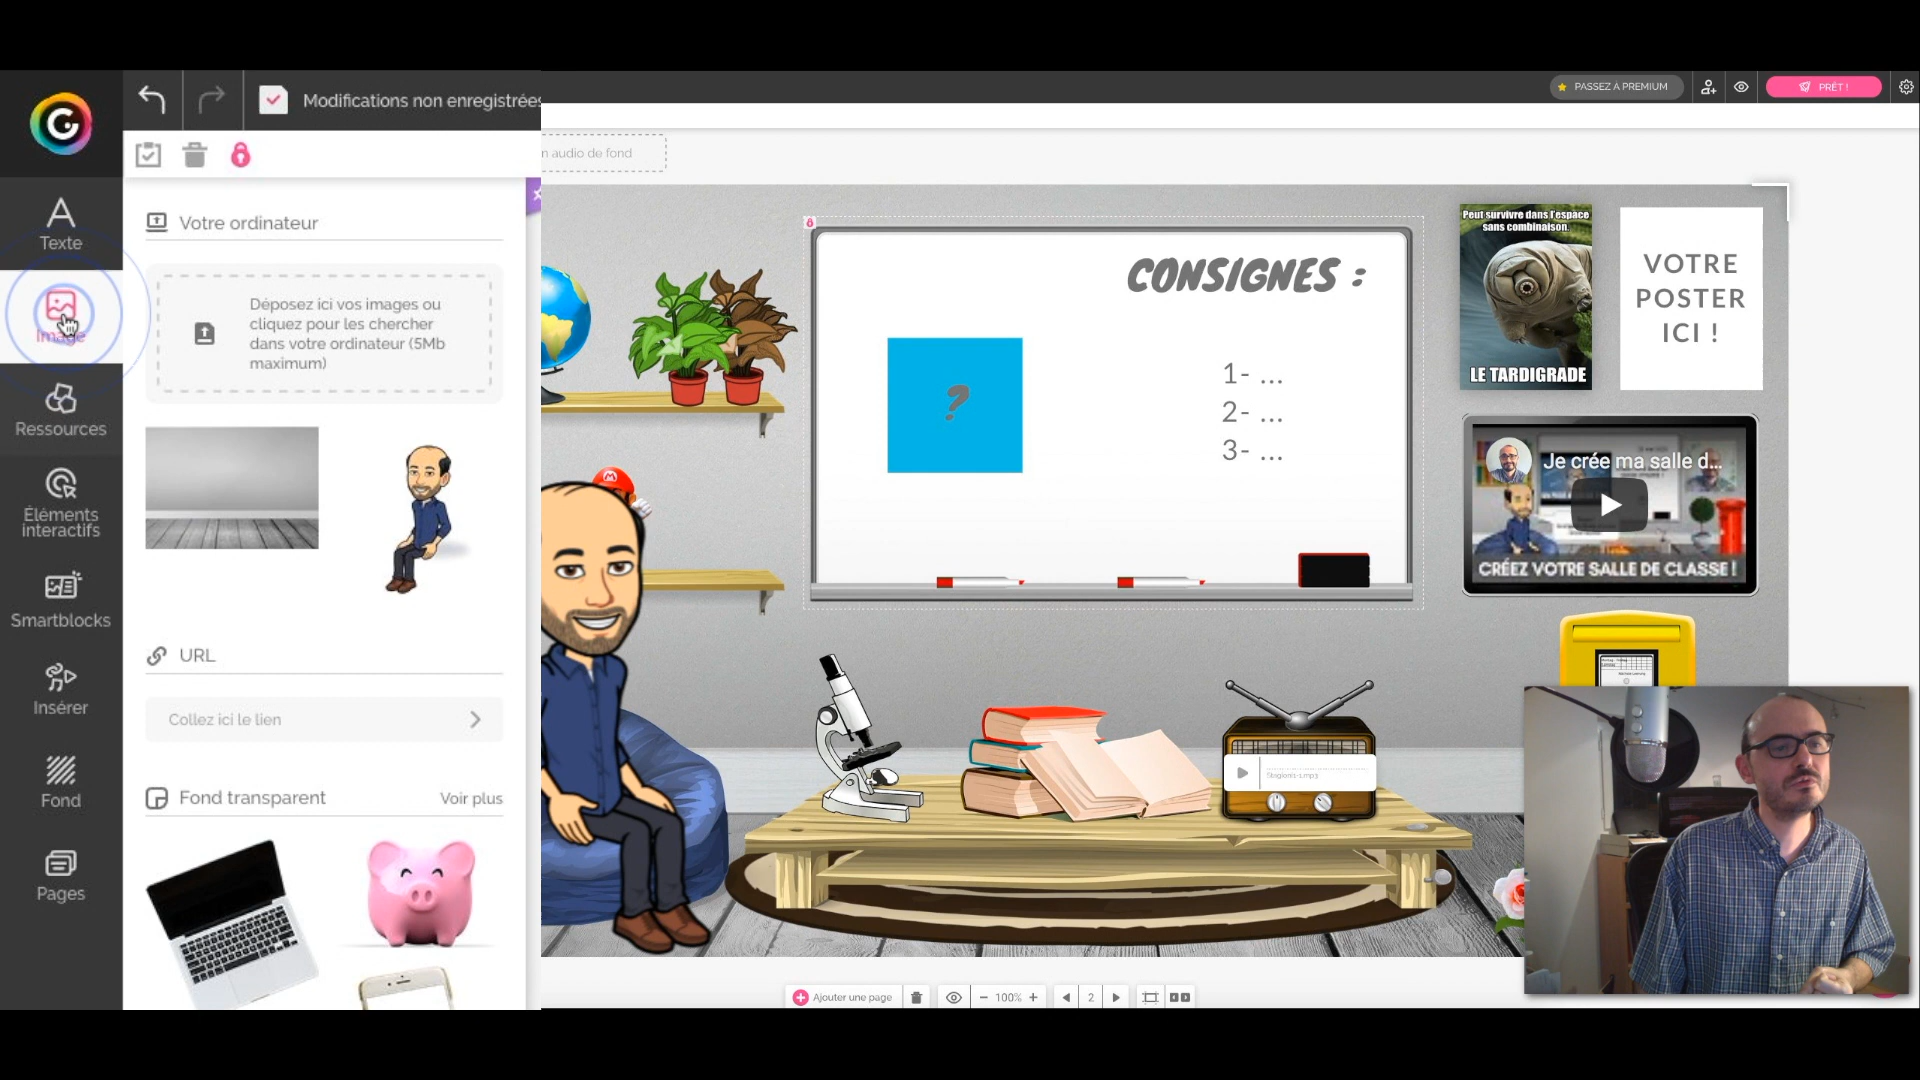 Modifications non enregistrées
PASSEZ À PREMIUM
PRÊT !
n audio de fond
Texte
Image
Ressources
Éléments
interactifs
Smartblocks
Insérer
Fond
Pages
Votre ordinateur
Déposez ici vos images ou
cliquez pour les chercher
dans votre ordinateur (5Mb
maximum)
URL
Collez ici le lien
Fond transparent
Voir plus
CONSIGNES :
?
1- ...
2- ...
3- ...
Peut survivre dans l'espace
sans combinaison.
LE TARDIGRADE
VOTRE
POSTER
ICI !
Je crée ma salle d...
CRÉEZ VOTRE SALLE DE CLASSE !
Ajouter une page
100%
2